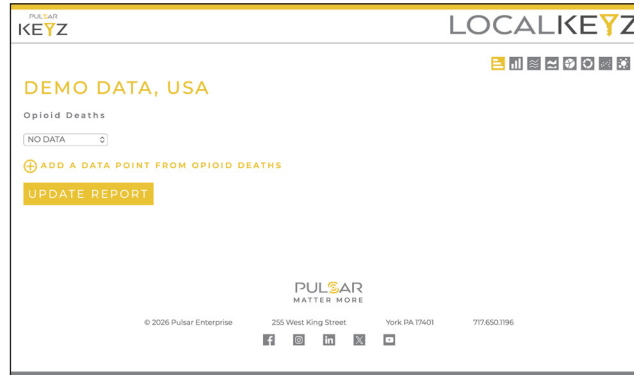 PULSAR
KEYZ
LOCALKEYZ
DEMO DATA, USA
Opioid Deaths
NO DATA
ADD A DATA POINT FROM OPIOID DEATHS
UPDATE REPORT
PULSAR
MATTER MORE
© 2026 Pulsar Enterprise 255 West King Street York PA 17401 717.650.1196